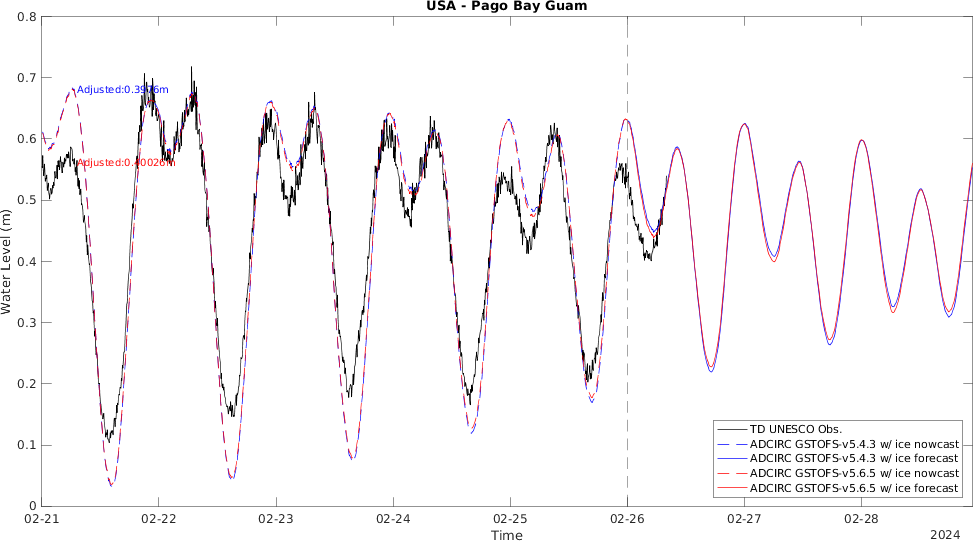 USA - Pago Bay Guam
0.8
0.7
0.6
0.5
0.4
0.3
0.2
0.1
0
Water Level (m)
Adjusted:0.3976m
TD UNESCO Obs.
ADCIRC GSTOFS-v5.4.3 w/ ice nowcast
ADCIRC GSTOFS-v5.4.3 w/ ice forecast
ADCIRC GSTOFS-v5.6.5 w/ ice nowcast
ADCIRC GSTOFS-v5.6.5 w/ ice forecast
02-21 02-22 02-23 02-24 02-25 02-26 02-27 02-28
Time
2024